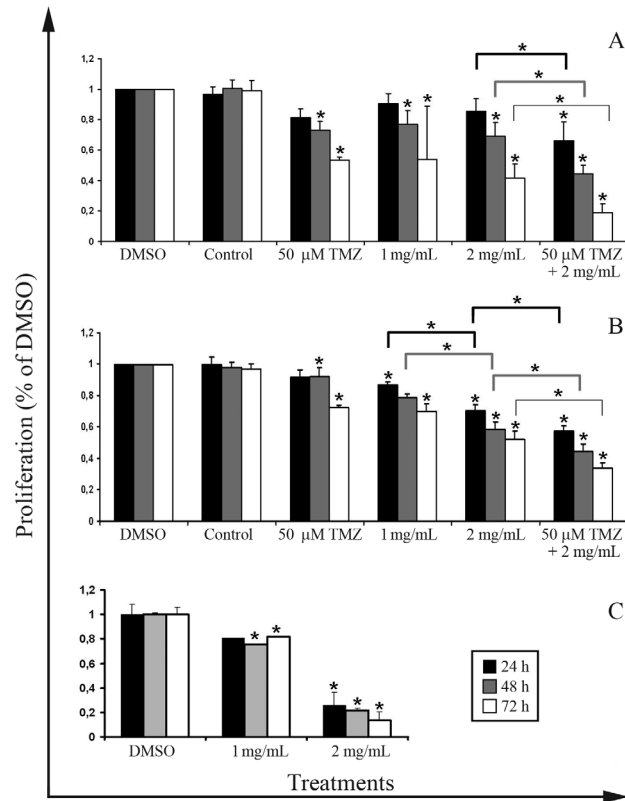 A
1,2
1
0,8
0,6
0,4
0,2
0
* * * * * * * * * * * *
DMSO Control 50 µM TMZ 1 mg/mL 2 mg/mL 50 µM TMZ + 2 mg/mL
B
1,2
1
0,8
0,6
0,4
0,2
0
* * * * * * * * * * * * * * * *
DMSO Control 50 µM TMZ 1 mg/mL 2 mg/mL 50 µM TMZ + 2 mg/mL
C
1,2
1
0,8
0,6
0,4
0,2
0
* * * * *
DMSO 1 mg/mL 2 mg/mL
24 h
48 h
72 h
Proliferation (% of DMSO)
Treatments